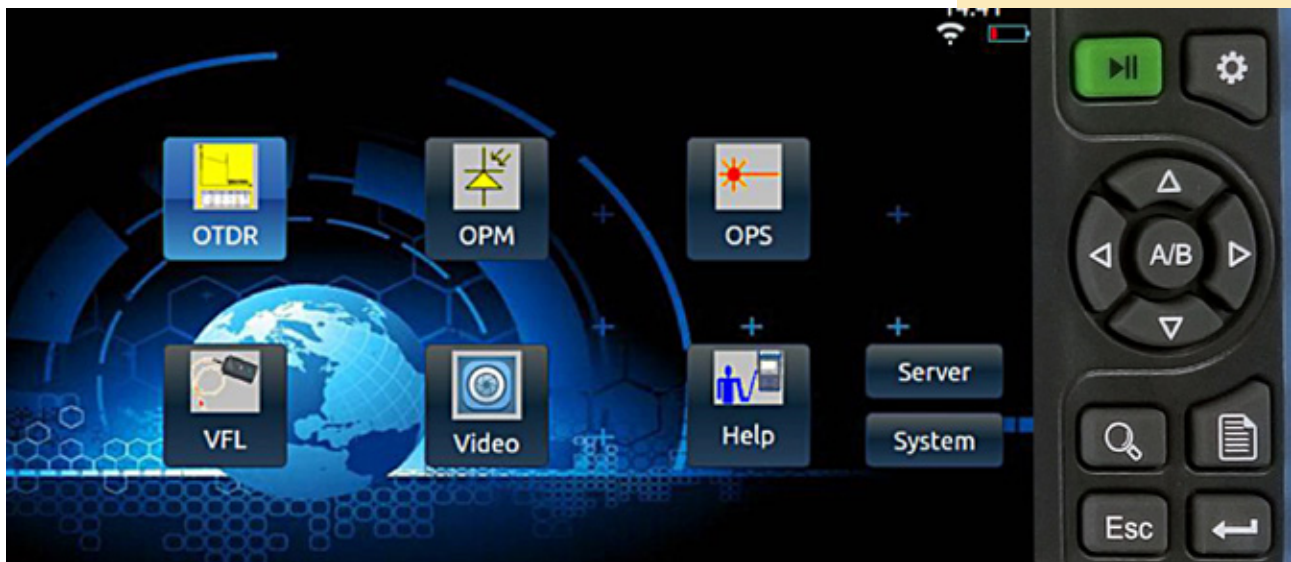 OTDR
OPM
OPS
VFL
Video
Help
Server
System
A/B
Esc